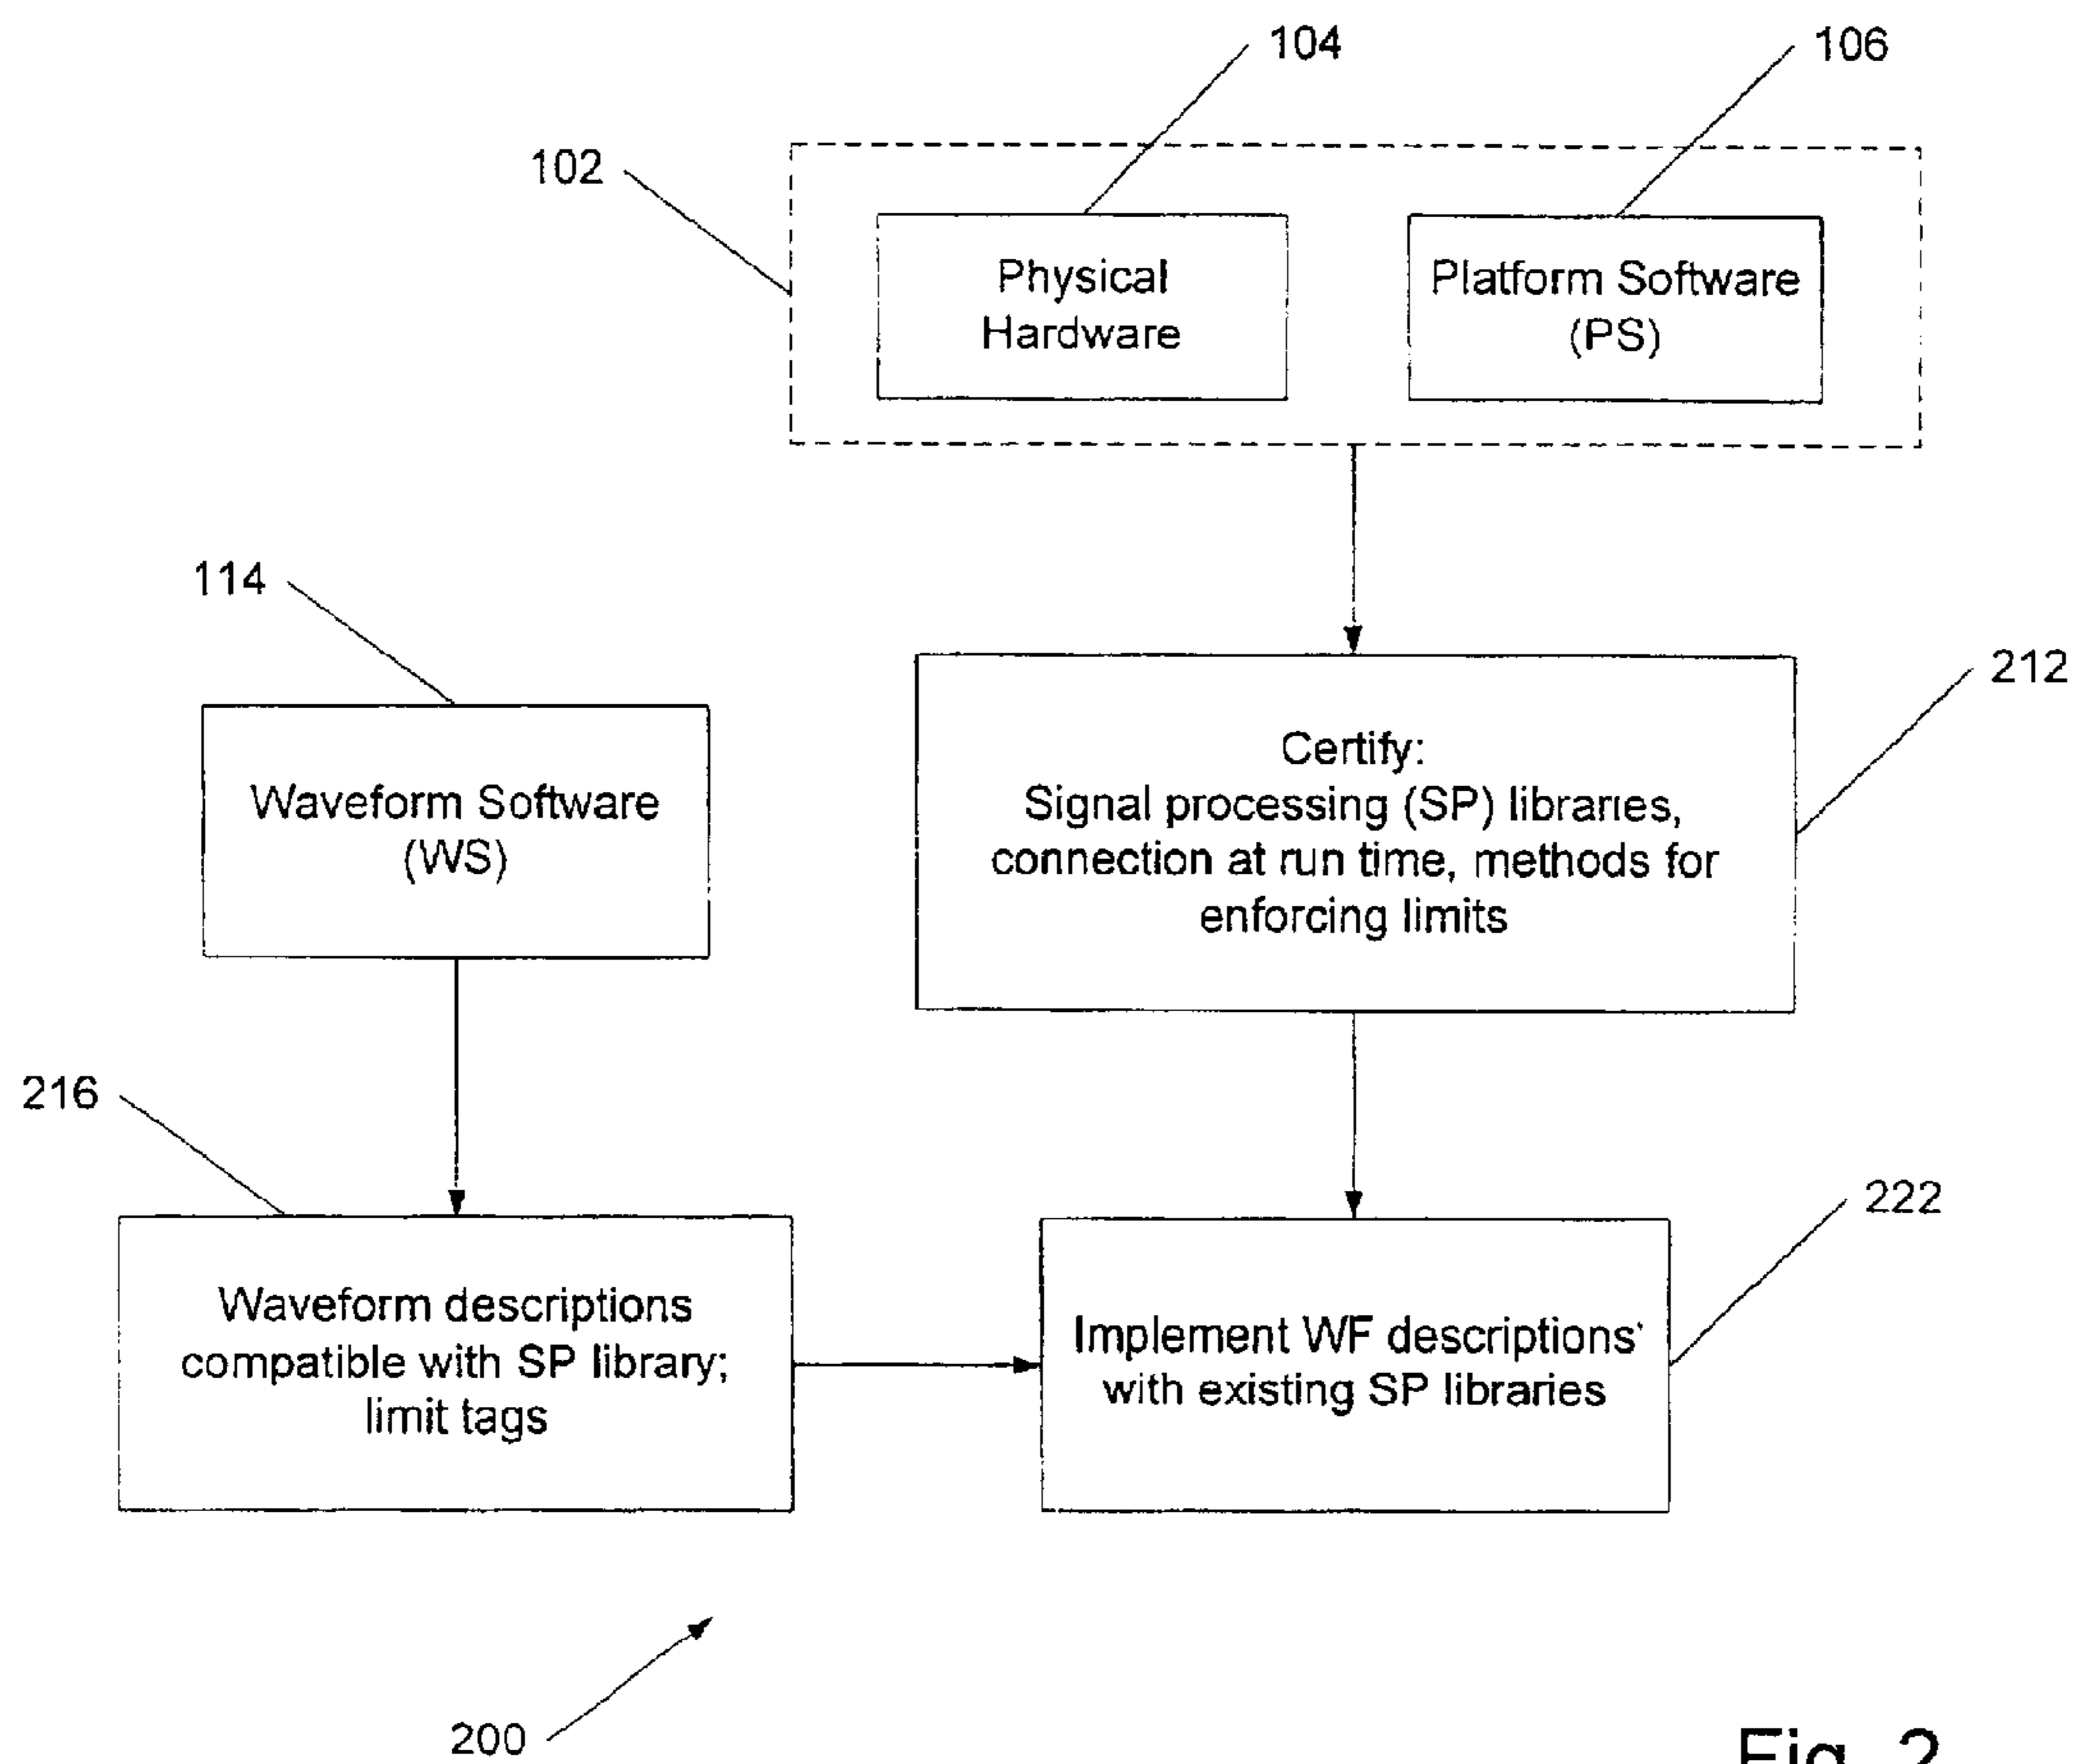 104
106
102
Physical
Hardware
Platform Software
(PS)
114
212
Waveform Software
(WS)
Certify:
Signal processing (SP) libraries,
connection at run time, methods for
enforcing limits
216
222
Waveform descriptions
compatible with SP library;
limit tags
Implement WF descriptions'
with existing SP libraries
200
Fig. 2